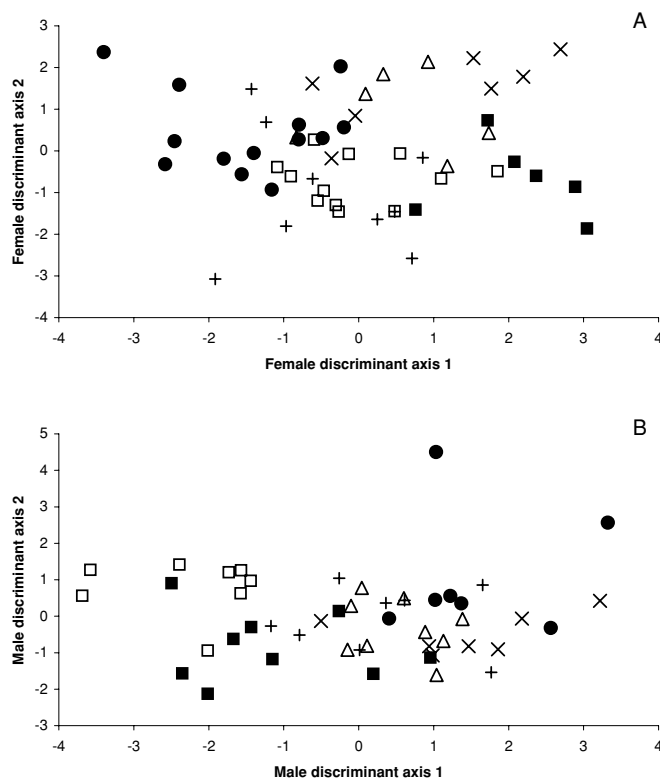 A
3
2
1
0
-1
-2
-3
-4
Female discriminant axis 2
-4 -3 -2 -1 0 1 2 3 4
Female discriminant axis 1
B
5
4
3
2
1
0
-1
-2
-3
Male discriminant axis 2
-4 -3 -2 -1 0 1 2 3 4
Male discriminant axis 1